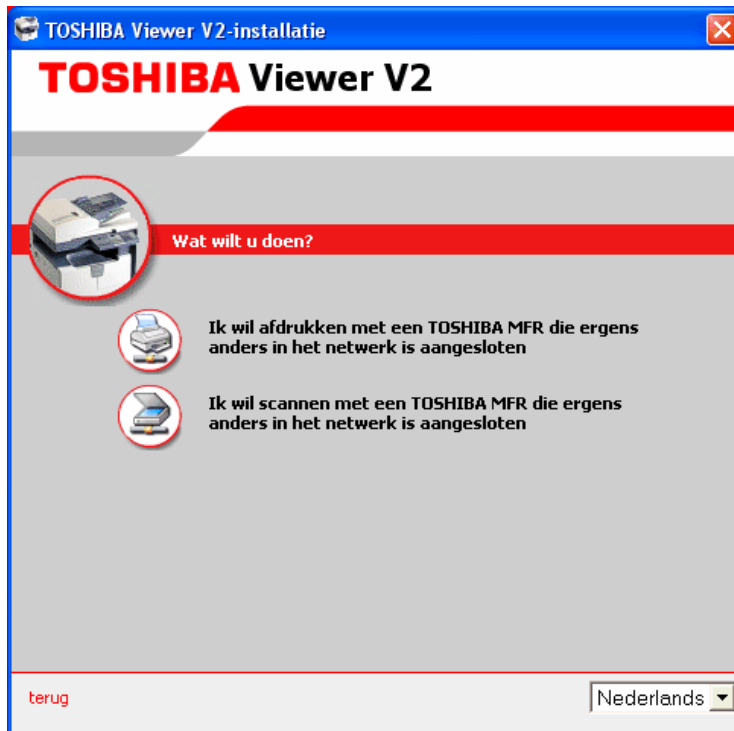 TOSHIBA Viewer V2-installatie
TOSHIBA Viewer V2
Wat wilt u doen?
Ik wil afdrukken met een TOSHIBA MFR die ergens
anders in het netwerk is aangesloten
Ik wil scannen met een TOSHIBA MFR die ergens
anders in het netwerk is aangesloten
terug
Nederlands